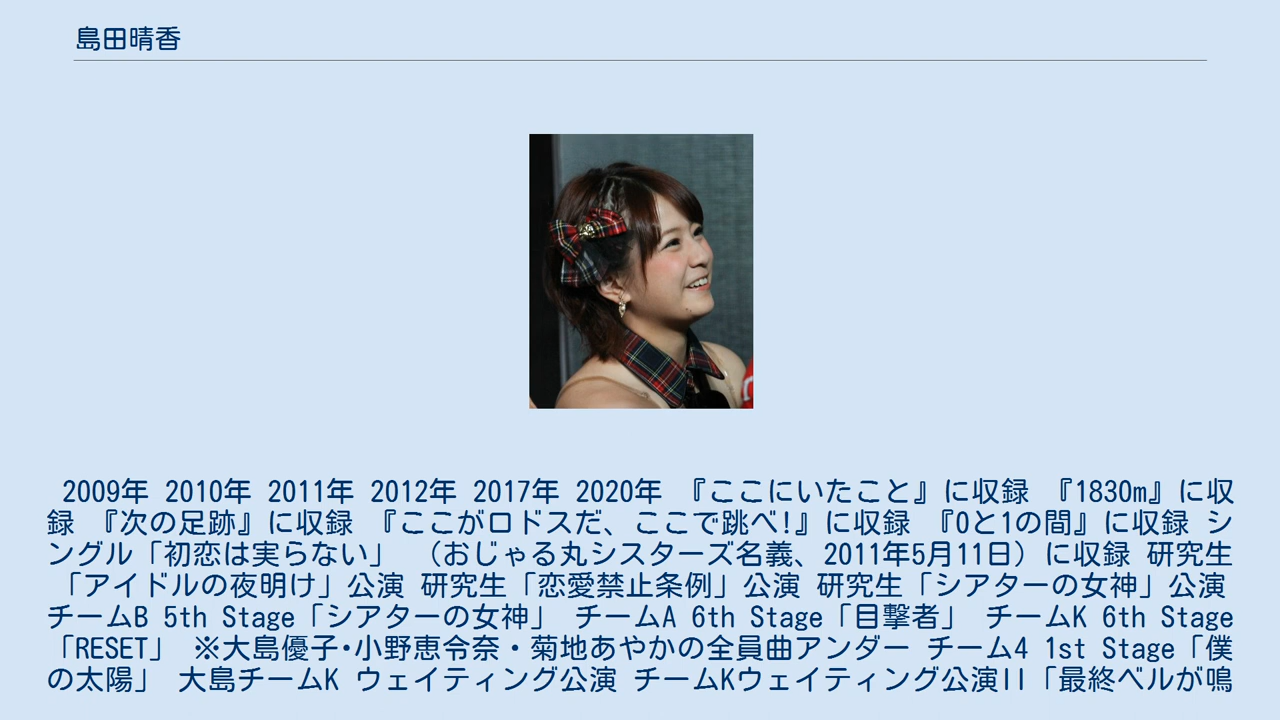 島田晴香
2009年 2010年 2011年 2012年 2017年 2020年 『ここにいたこと』に収録 『1830m』に収
録 『次の足跡』に収録 『ここがロドスだ、ここで跳べ!』に収録 『0と1の間』に収録 シ
ングル「初恋は実らない」 （おじゃる丸シスターズ名義、2011年5月11日）に収録 研究生
「アイドルの夜明け」公演 研究生「恋愛禁止条例」公演 研究生「シアターの女神」公演
チームB 5th Stage「シアターの女神」 チームA 6th Stage「目撃者」 チームK 6th Stage
「RESET」 ※大島優子・小野恵令奈・菊地あやかの全員曲アンダー チーム4 1st Stage「僕
の太陽」 大島チームK ウェイティング公演 チームKウェイティング公演II「最終ベルが鳴